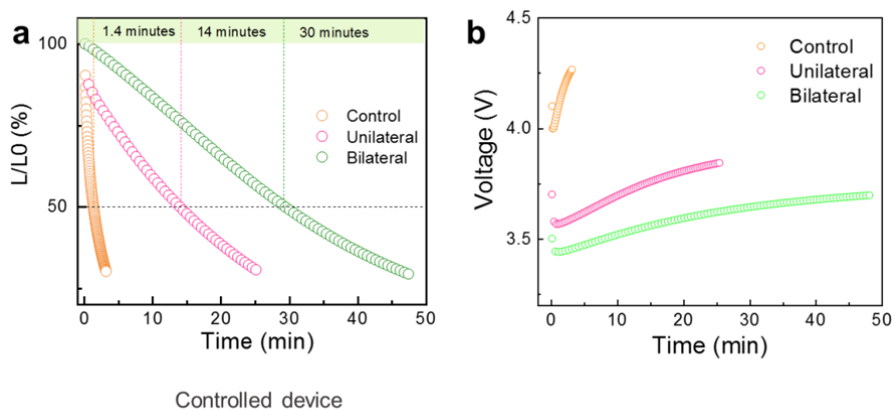 a
1.4 minutes 14 minutes 30 minutes
100
50
L/L0 (%)
Control
Unilateral
Bilateral
0 10 20 30 40 50
Time (min)
b
4.5
4.0
3.5
3.0
Voltage (V)
Control
Unilateral
Bilateral
0 10 20 30 40 50
Time (min)
Controlled device